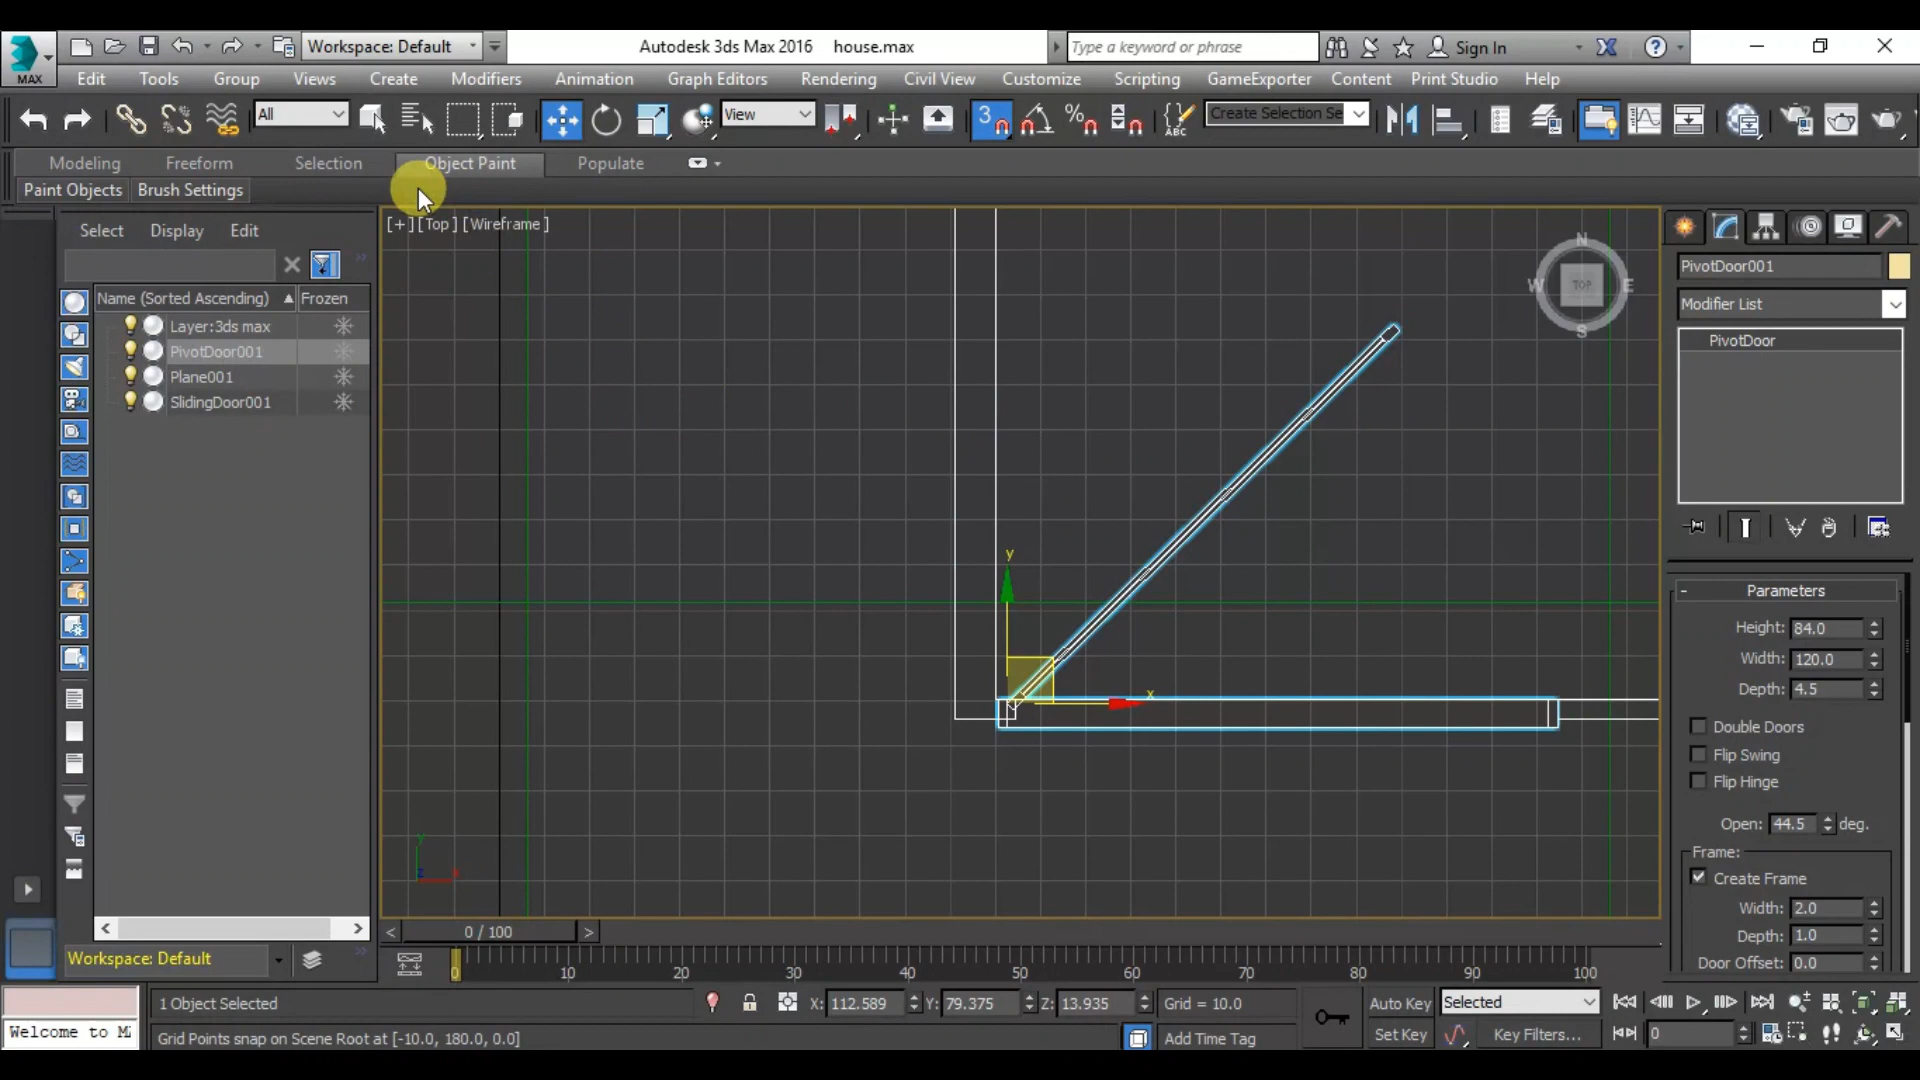 MAX
Workspace: Default
Autodesk 3ds Max 2016 house.max
Type a keyword or phrase
Sign In
Edit Tools Group Views Create Modifiers Animation Graph Editors Rendering Civil View Customize Scripting GameExporter Content Print Studio Help
All
View
3
ABC
Create Selection Se
Modeling Freeform Selection Object Paint Populate
Paint Objects Brush Settings
Select Display Edit
Name (Sorted Ascending) Frozen
Layer:3ds max
PivotDoor001
Plane001
SlidingDoor001
[+] [Top] [Wireframe]
N
W TOP E
S
y
x
y
z x
PivotDoor001
Modifier List
PivotDoor
- Parameters
Height: 84.0
Width: 120.0
Depth: 4.5
Double Doors
Flip Swing
Flip Hinge
Open: 44.5 deg.
Frame:
Create Frame
Width: 2.0
Depth: 1.0
Door Offset: 0.0
< 0 / 100 >
Workspace: Default
0 10 20 30 40 50 60 70 80 90 100
1 Object Selected
X: 112.589 Y: 79.375 Z: 13.935 Grid = 10.0
Auto Key Selected
Welcome to M
Grid Points snap on Scene Root at [-10.0, 180.0, 0.0]
Add Time Tag
Set Key Key Filters... 0